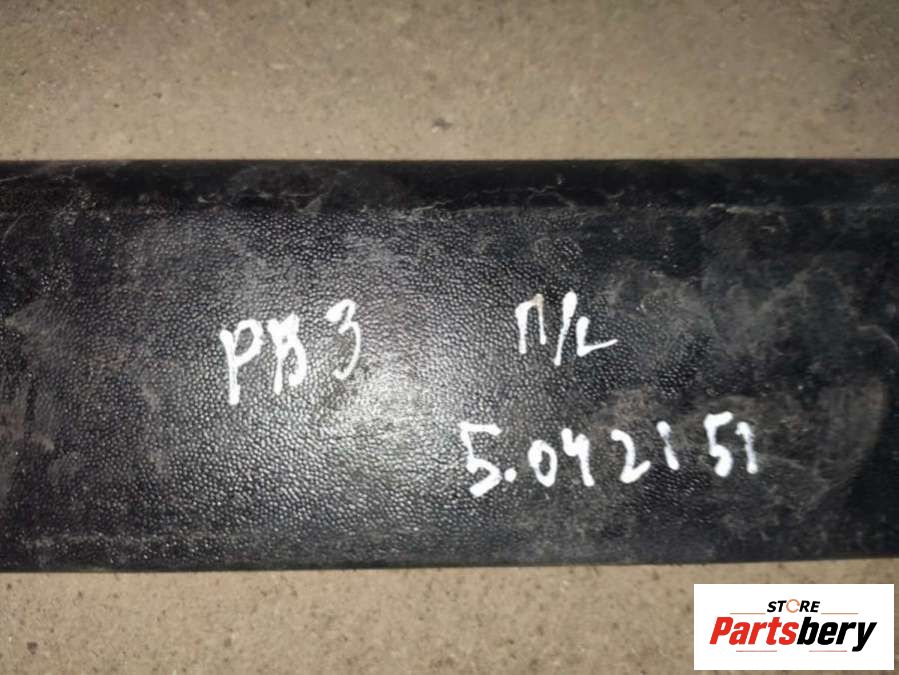 РВ3 П/L
5.042151
STORE
Partsbery